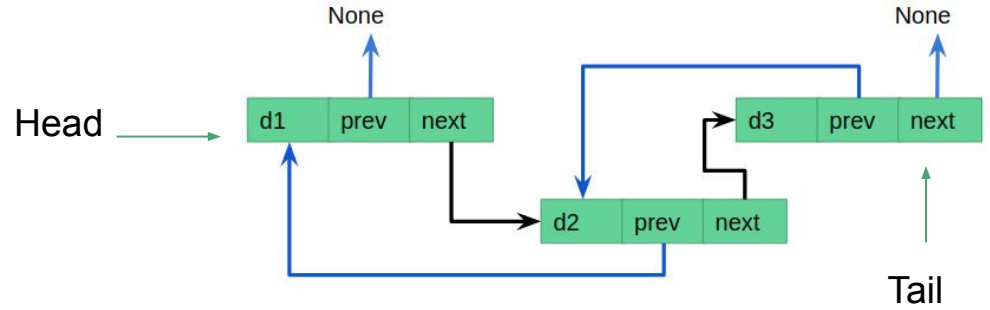 None
None
Head
d1 prev next
d3 prev next
d2 prev next
Tail